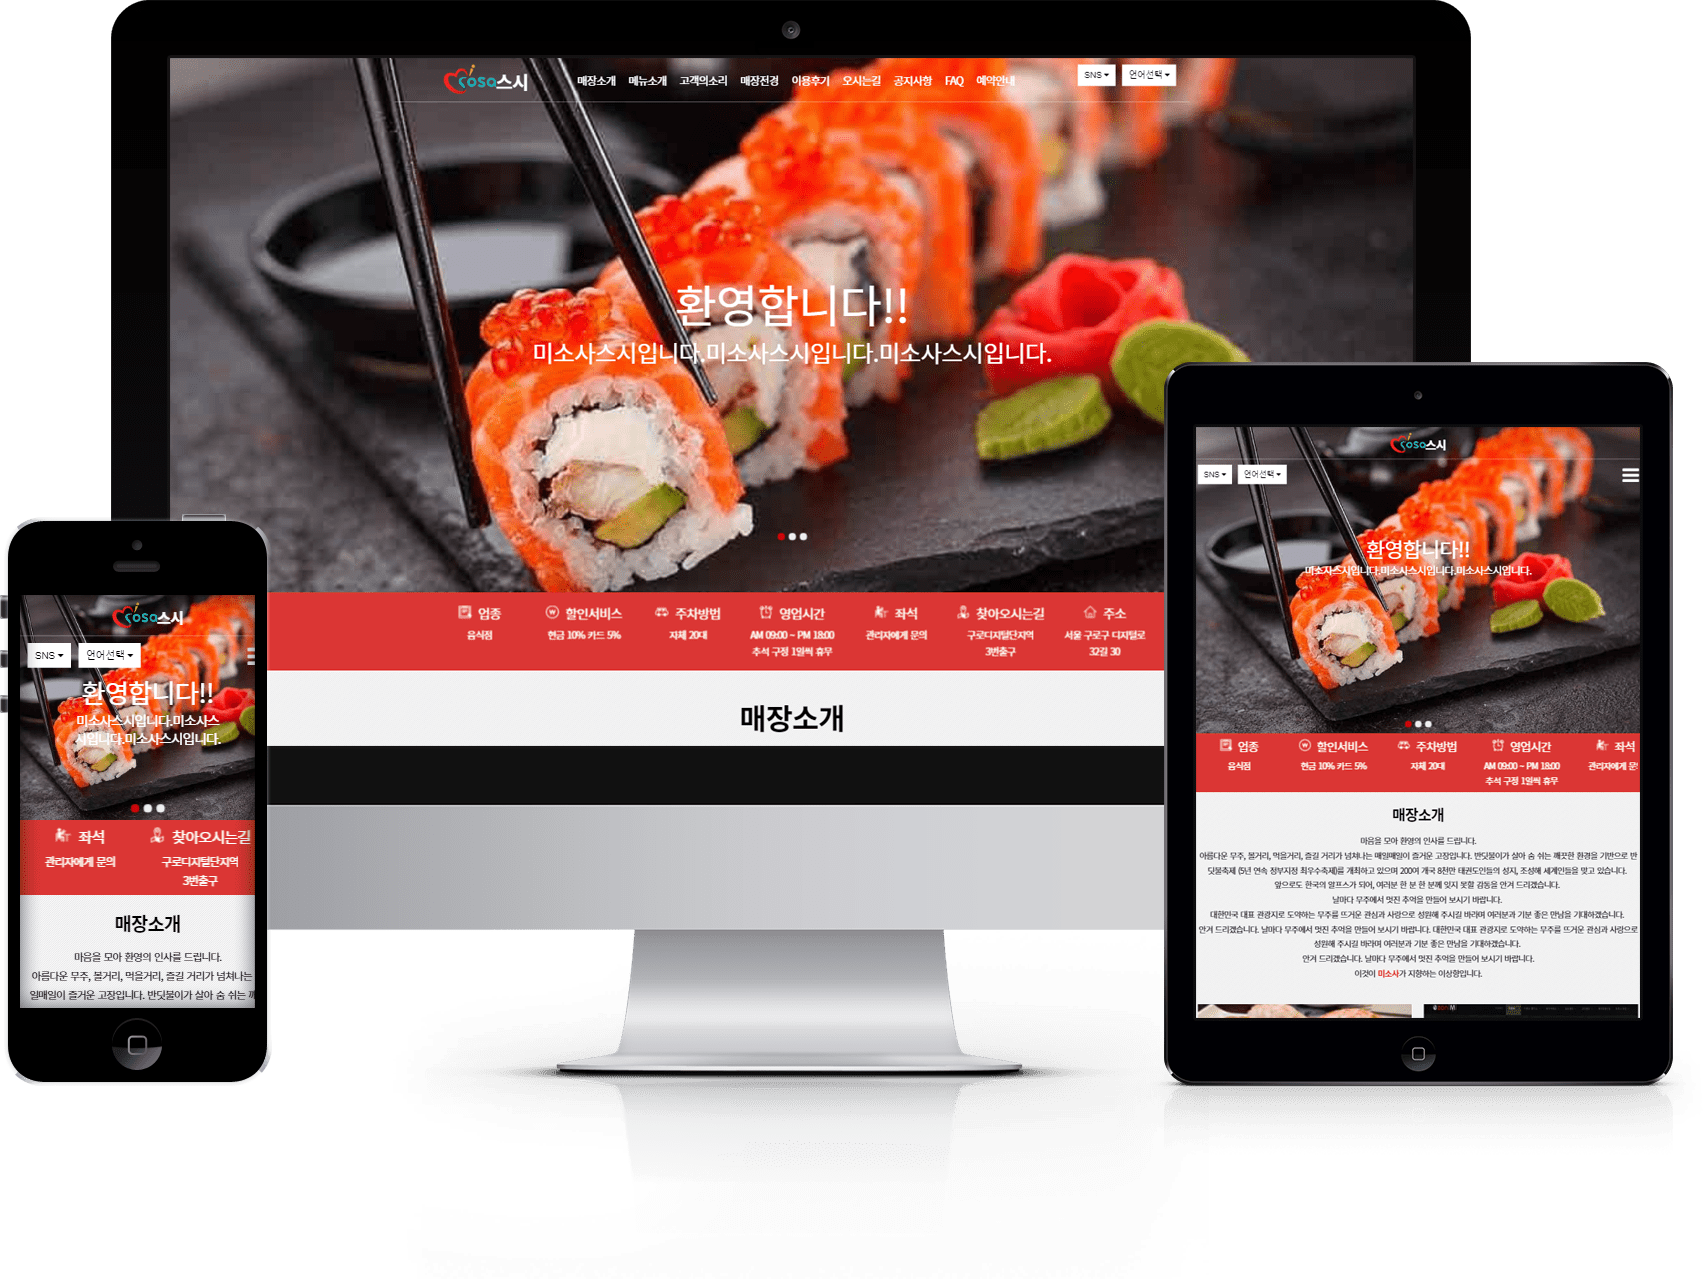 coso스시
매장소개 메뉴소개 고객의소리 매장전경 이용후기 오시는길 공지사항 FAQ 예약안내
SNS 언어선택
환영합니다!!
미소사스시입니다.미소사스시입니다.미소사스시입니다.
업종 할인서비스 주차방법 영업시간 좌석 찾아오시는길 주소
음식점 현금 10% 카드 5% 자체 20대 AM 09:00 ~ PM 18:00 관리자에게 문의 구로디지털단지역 서울 구로구 디지털로
추석 구정 1일씩 휴무 3번출구 32길 30
매장소개
coso스시
SNS 언어선택
환영합니다!!
미소사스시입니다.미소사스
시입니다.미소사스시입니다.
좌석 찾아오시는길
관리자에게 문의 구로디지털단지역
3번출구
매장소개
마음을 모아 환영의 인사를 드립니다.
아름다운 무주, 볼거리, 먹을거리, 즐길 거리가 넘쳐나는
일매일이 즐거운 고장입니다. 반딧불이가 살아 숨 쉬는 깨
coso스시
SNS 언어선택
환영합니다!!
미소사스시입니다.미소사스시입니다.미소사스시입니다.
업종 할인서비스 주차방법 영업시간 좌석
음식점 현금 10% 카드 5% 자체 20대 AM 09:00 ~ PM 18:00 관리자에게 문
추석 구정 1일씩 휴무
매장소개
마음을 모아 환영의 인사를 드립니다.
아름다운 무주, 볼거리, 먹을거리, 즐길 거리가 넘쳐나는 매일매일이 즐거운 고장입니다. 반딧불이가 살아 숨 쉬는 깨끗한 환경을 기반으로 반
딧불축제 (5년 연속 정부지정 최우수축제)를 개최하고 있으며 200여 개국 8천만 태권도인들의 성지, 조성해 세계인들을 맞고 있습니다.
앞으로도 한국의 알프스가 되어, 여러분 한 분 한 분께 잊지 못할 감동을 안겨 드리겠습니다.
날마다 무주에서 멋진 추억을 만들어 보시기 바랍니다.
대한민국 대표 관광지로 도약하는 무주를 뜨거운 관심과 사랑으로 성원해 주시길 바라며 여러분과 기분 좋은 만남을 기대하겠습니다.
안겨 드리겠습니다. 날마다 무주에서 멋진 추억을 만들어 보시기 바랍니다. 대한민국 대표 관광지로 도약하는 무주를 뜨거운 관심과 사랑으로
성원해 주시길 바라며 여러분과 기분 좋은 만남을 기대하겠습니다.
안겨 드리겠습니다. 날마다 무주에서 멋진 추억을 만들어 보시기 바랍니다.
이것이 미소사가 지향하는 이상향입니다.